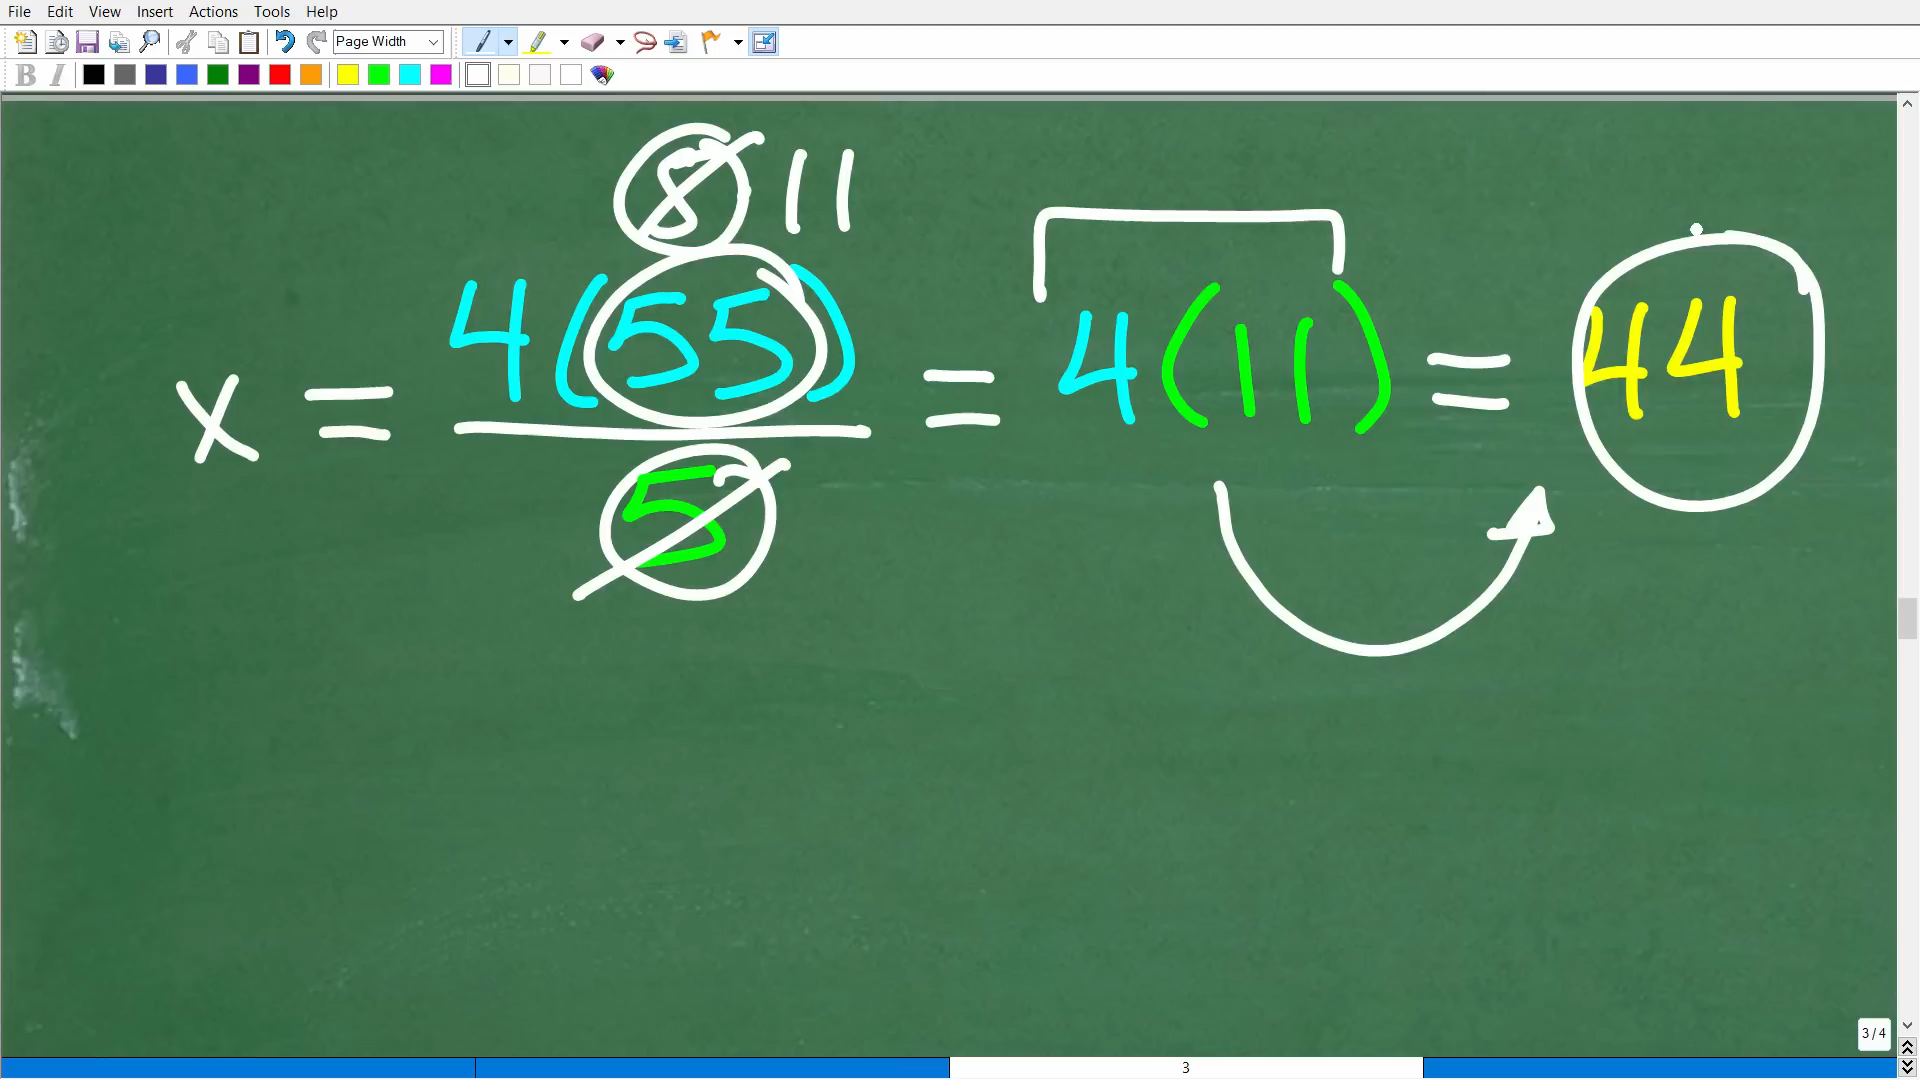 File Edit View Insert Actions Tools Help
Page Width
B I
8 11
x = 4(55) / 5 = 4(11) = 44
3/4
3